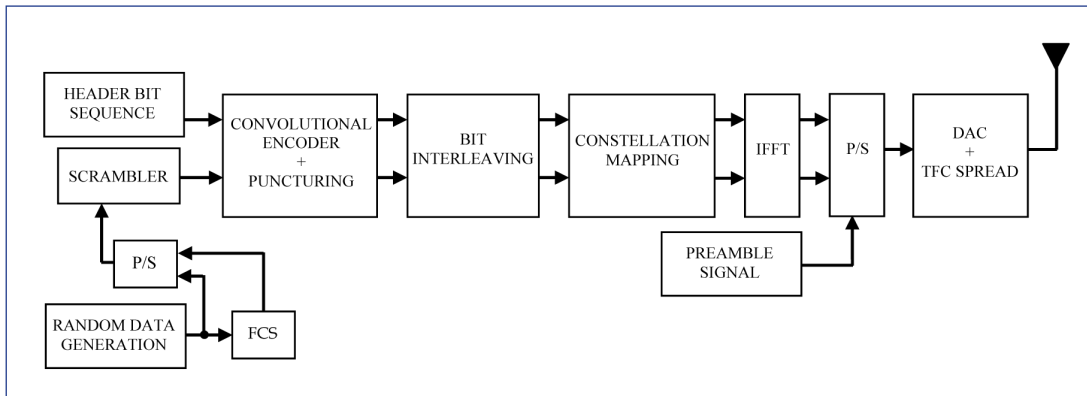 HEADER BIT
SEQUENCE
SCRAMBLER
P/S
RANDOM DATA
GENERATION
FCS
CONVOLUTIONAL
ENCODER
+
PUNCTURING
BIT
INTERLEAVING
CONSTELLATION
MAPPING
IFFT
P/S
PREAMBLE
SIGNAL
DAC
+
TFC SPREAD